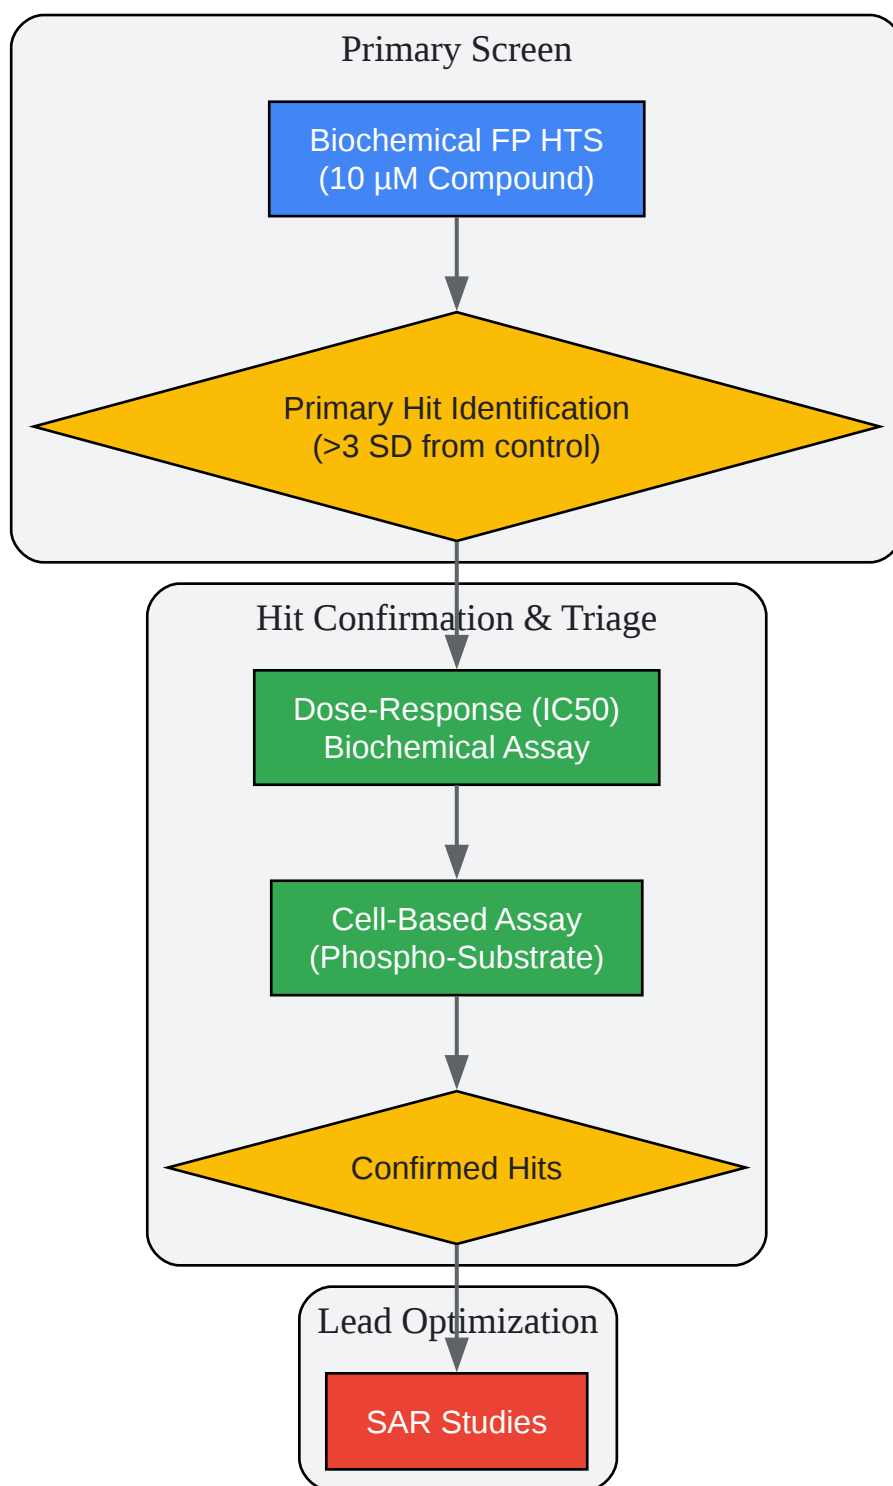 Primary Screen
Biochemical FP HTS
(10 µM Compound)
Primary Hit Identification
(>3 SD from control)
Hit Confirmation & Triage
Dose-Response (IC50)
Biochemical Assay
Cell-Based Assay
(Phospho-Substrate)
Confirmed Hits
Lead Optimization
SAR Studies